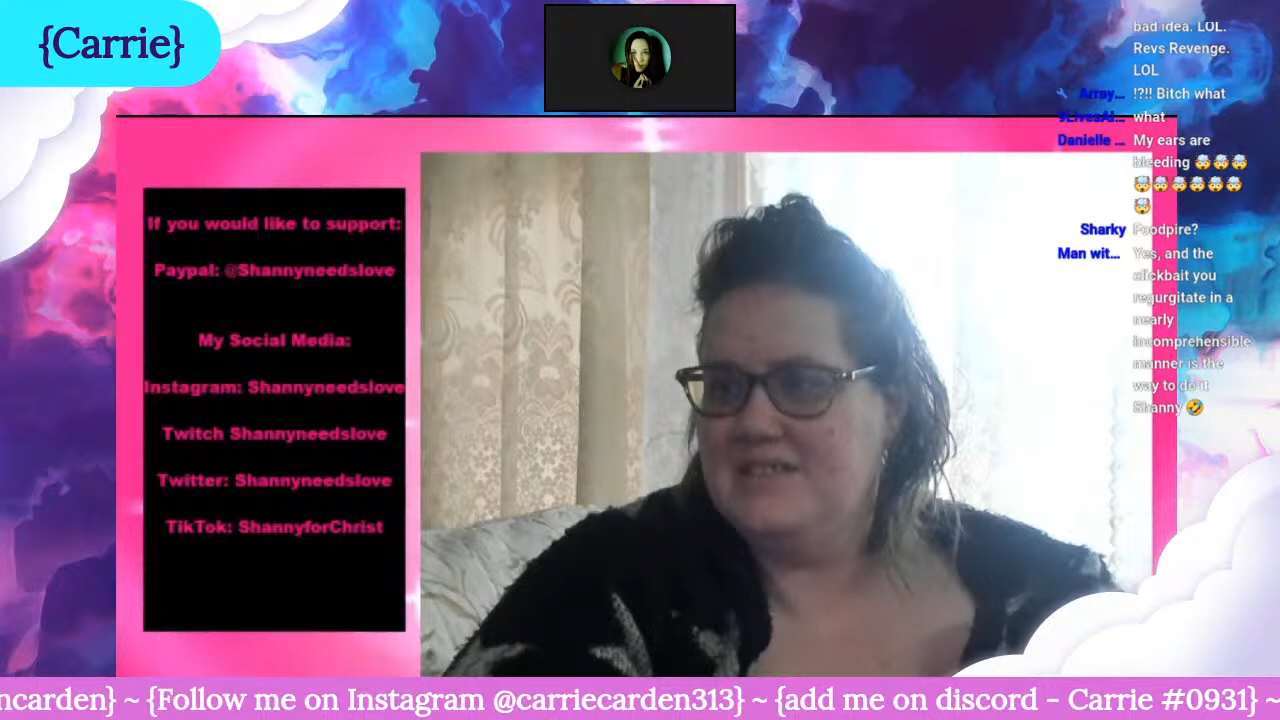 {Carrie}
bad idea. LOL.
Revs Revenge.
LOL
Array... !?!! Bitch what
what
Danielle ... My ears are
bleeding 🤯🤯🤯
🤯🤯🤯🤯🤯🤯
🤯
Sharky Foodpire?
Man wit... Yes, and the
clickbait you
regurgitate in a
nearly
incomprehensible
manner is the
way to do it
Shanny 🤣
If you would like to support:
Paypal: @Shannyneedslove
My Social Media:
Instagram: Shannyneedslove
Twitch Shannyneedslove
Twitter: Shannyneedslove
TikTok: ShannyforChrist
ncarden} ~ {Follow me on Instagram @carriecarden313} ~ {add me on discord - Carrie #0931} ~